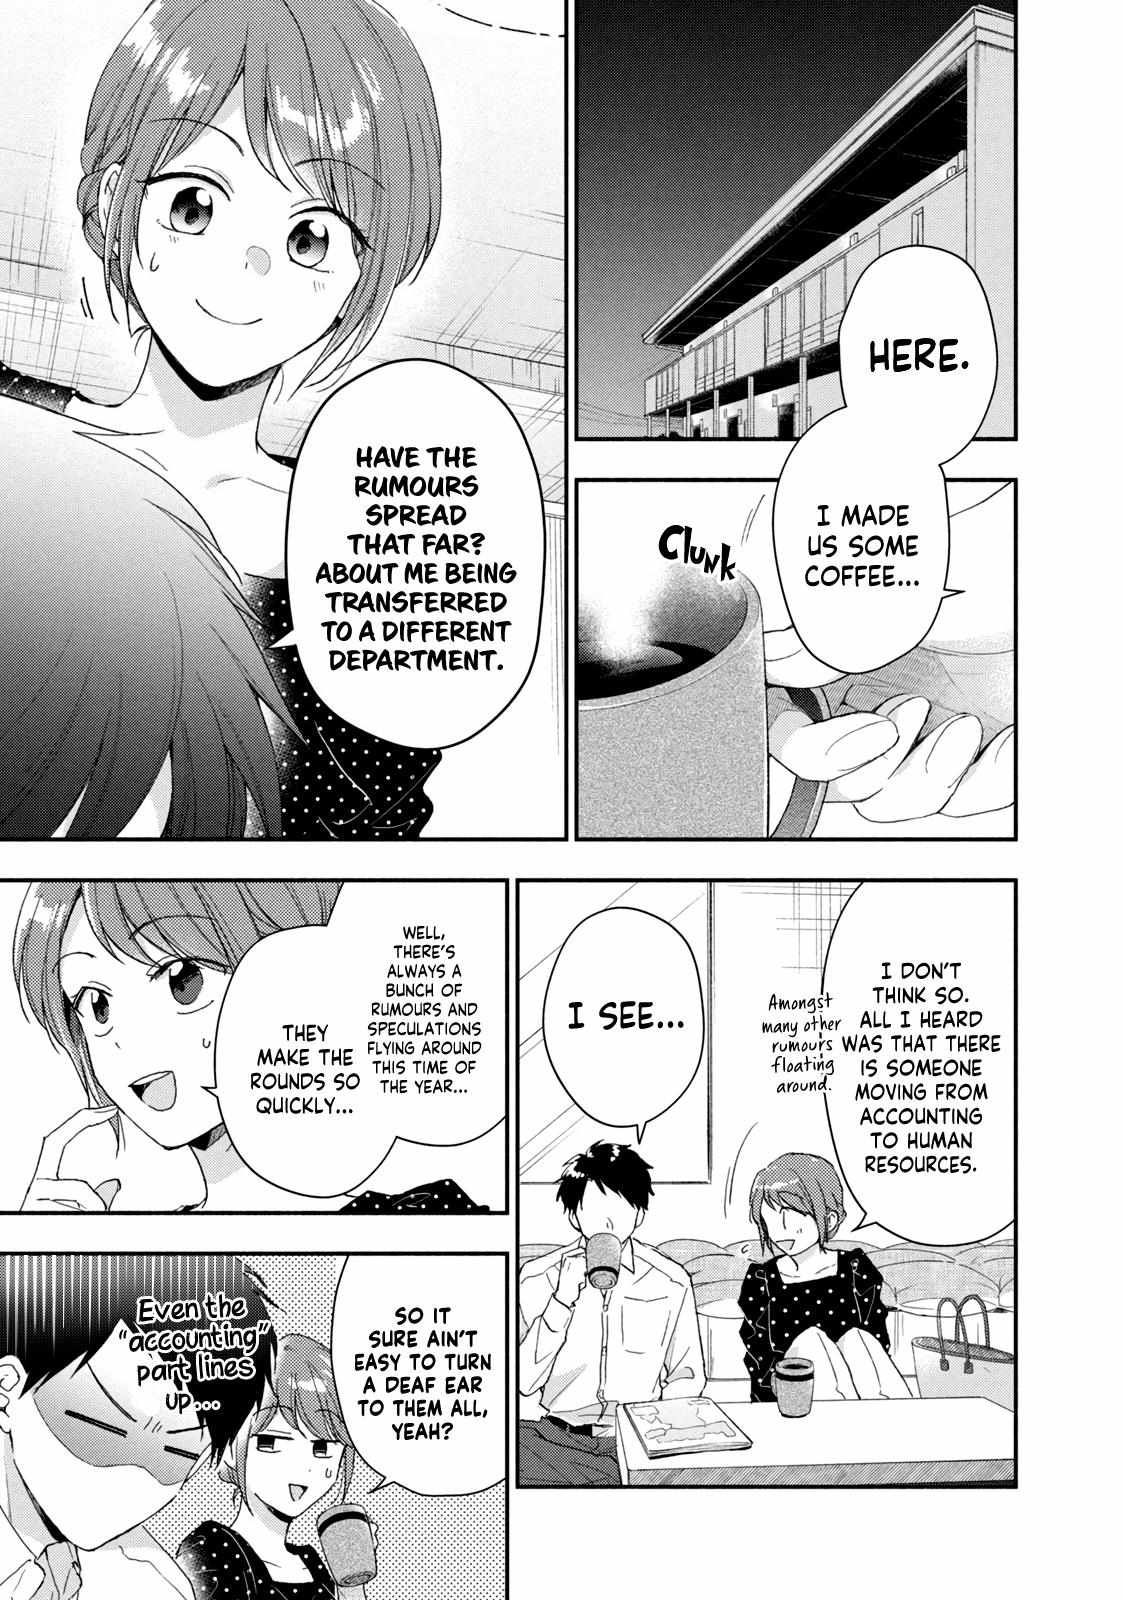 HERE.
I MADE
US SOME
COFFEE...
Clunk
HAVE THE
RUMOURS
SPREAD
THAT FAR?
ABOUT ME BEING
TRANSFERRED
TO A DIFFERENT
DEPARTMENT.
I DON'T
THINK SO.
ALL I HEARD
WAS THAT THERE
IS SOMEONE
MOVING FROM
ACCOUNTING
TO HUMAN
RESOURCES.
Amongst
many other
rumours
floating
around.
I SEE...
WELL,
THERE'S
ALWAYS A
BUNCH OF
RUMOURS AND
SPECULATIONS
FLYING AROUND
THIS TIME OF
THE YEAR...
THEY
MAKE THE
ROUNDS SO
QUICKLY...
SO IT
SURE AIN'T
EASY TO TURN
A DEAF EAR
TO THEM ALL,
YEAH?
Even the
"accounting"
part lines
up...